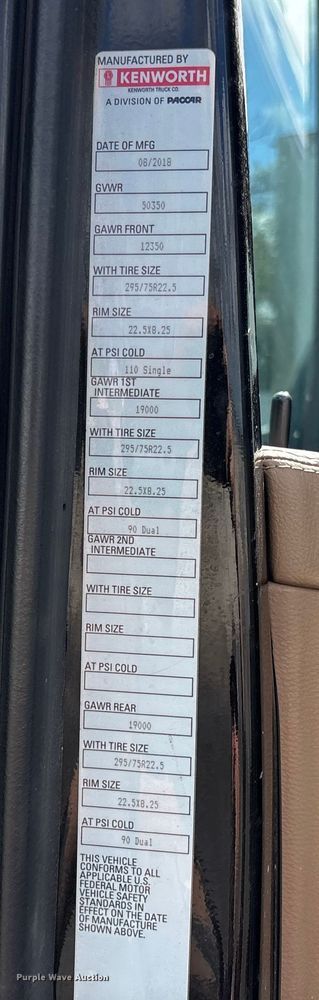 MANUFACTURED BY
KENWORTH
KENWORTH TRUCK CO.
A DIVISION OF PACCAR
DATE OF MFG
08/2018
GVWR
50350
GAWR FRONT
12350
WITH TIRE SIZE
295/75R22.5
RIM SIZE
22.5X8.25
AT PSI COLD
110 Single
GAWR 1ST
INTERMEDIATE
19000
WITH TIRE SIZE
295/75R22.5
RIM SIZE
22.5X8.25
AT PSI COLD
90 Dual
GAWR 2ND
INTERMEDIATE
WITH TIRE SIZE
RIM SIZE
AT PSI COLD
GAWR REAR
19000
WITH TIRE SIZE
295/75R22.5
RIM SIZE
22.5X8.25
AT PSI COLD
90 Dual
THIS VEHICLE
CONFORMS TO ALL
APPLICABLE U.S.
FEDERAL MOTOR
VEHICLE SAFETY
STANDARDS IN
EFFECT ON THE DATE
OF MANUFACTURE
SHOWN ABOVE.
Purple Wave Auction